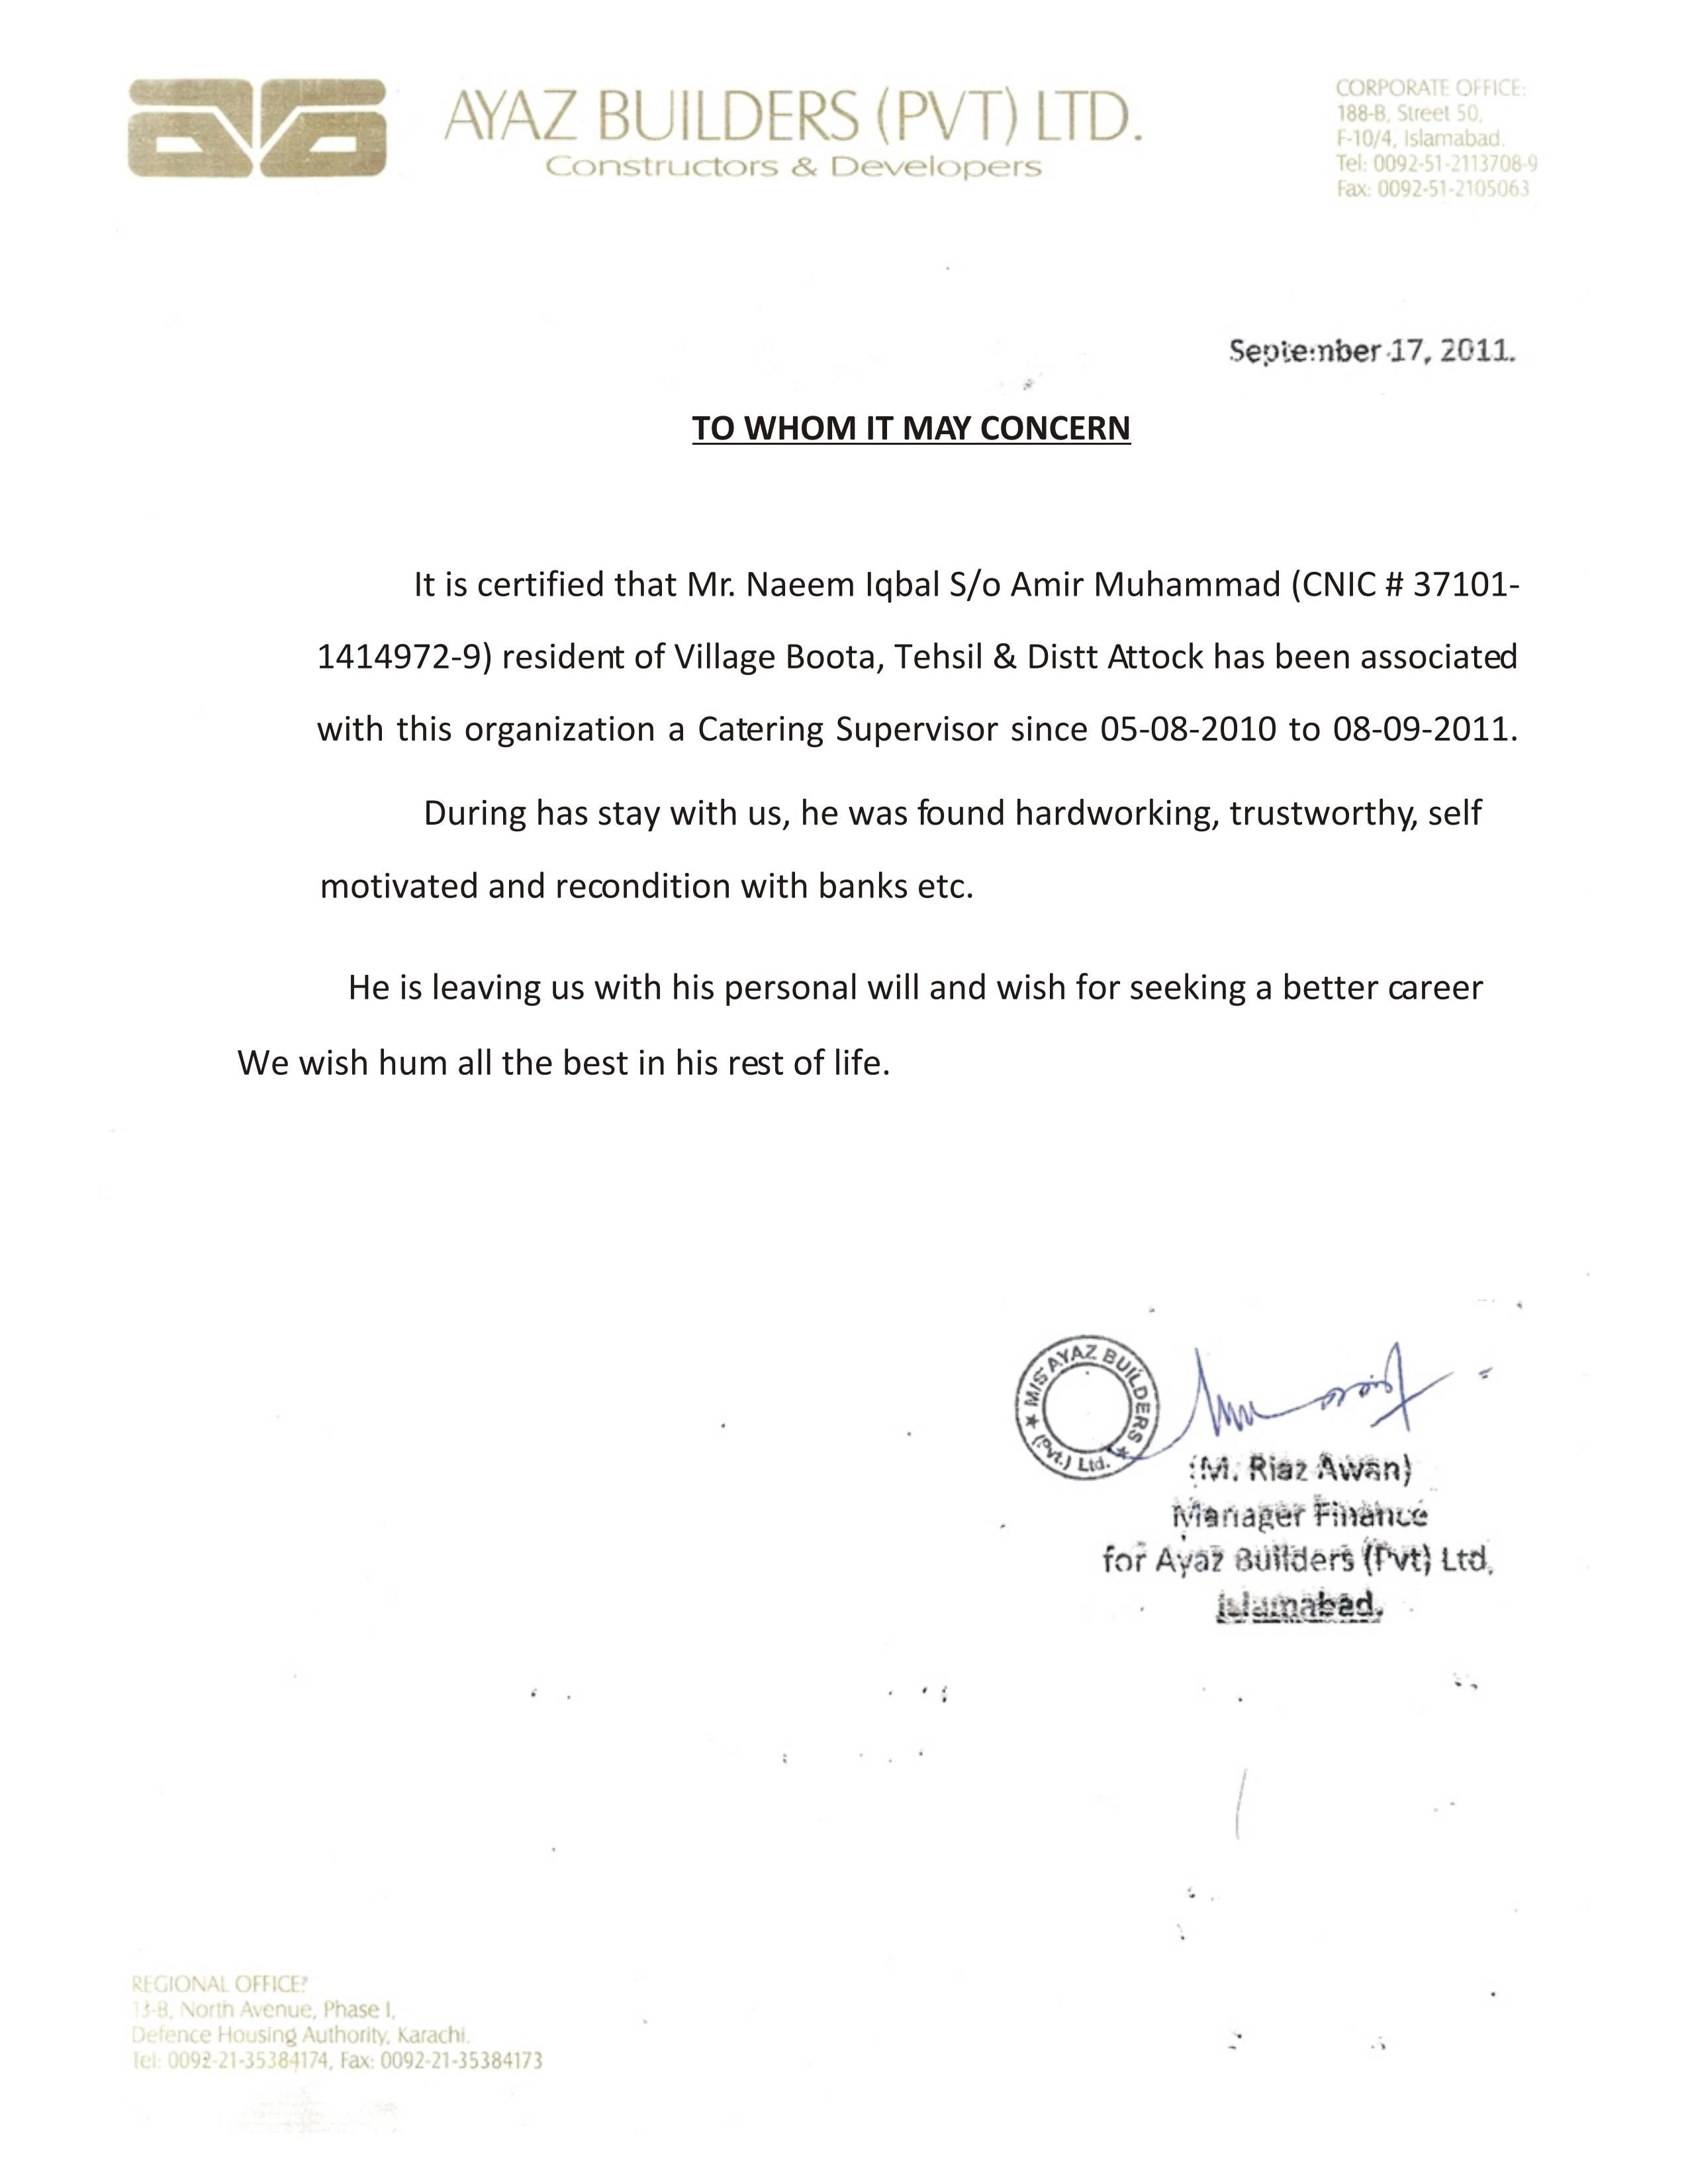 AYAZ BUILDERS (PVT) LTD.
Constructors & Developers
CORPORATE OFFICE:
188-B, Street 50,
F-10/4, Islamabad.
Tel: 0092-51-2113708-9
Fax: 0092-51-2105063
September 17, 2011.
TO WHOM IT MAY CONCERN
It is certified that Mr. Naeem Iqbal S/o Amir Muhammad (CNIC # 37101-
1414972-9) resident of Village Boota, Tehsil & Distt Attock has been associated
with this organization a Catering Supervisor since 05-08-2010 to 08-09-2011.
During has stay with us, he was found hardworking, trustworthy, self
motivated and recondition with banks etc.
He is leaving us with his personal will and wish for seeking a better career
We wish hum all the best in his rest of life.
M/S AYAZ BUILDERS
(Pvt.) Ltd.
(M. Riaz Awan)
Manager Finance
for Ayaz Builders (Pvt) Ltd,
Islamabad.
REGIONAL OFFICE:
13-B, North Avenue, Phase I,
Defence Housing Authority, Karachi.
Tel: 0092-21-35384174, Fax: 0092-21-35384173